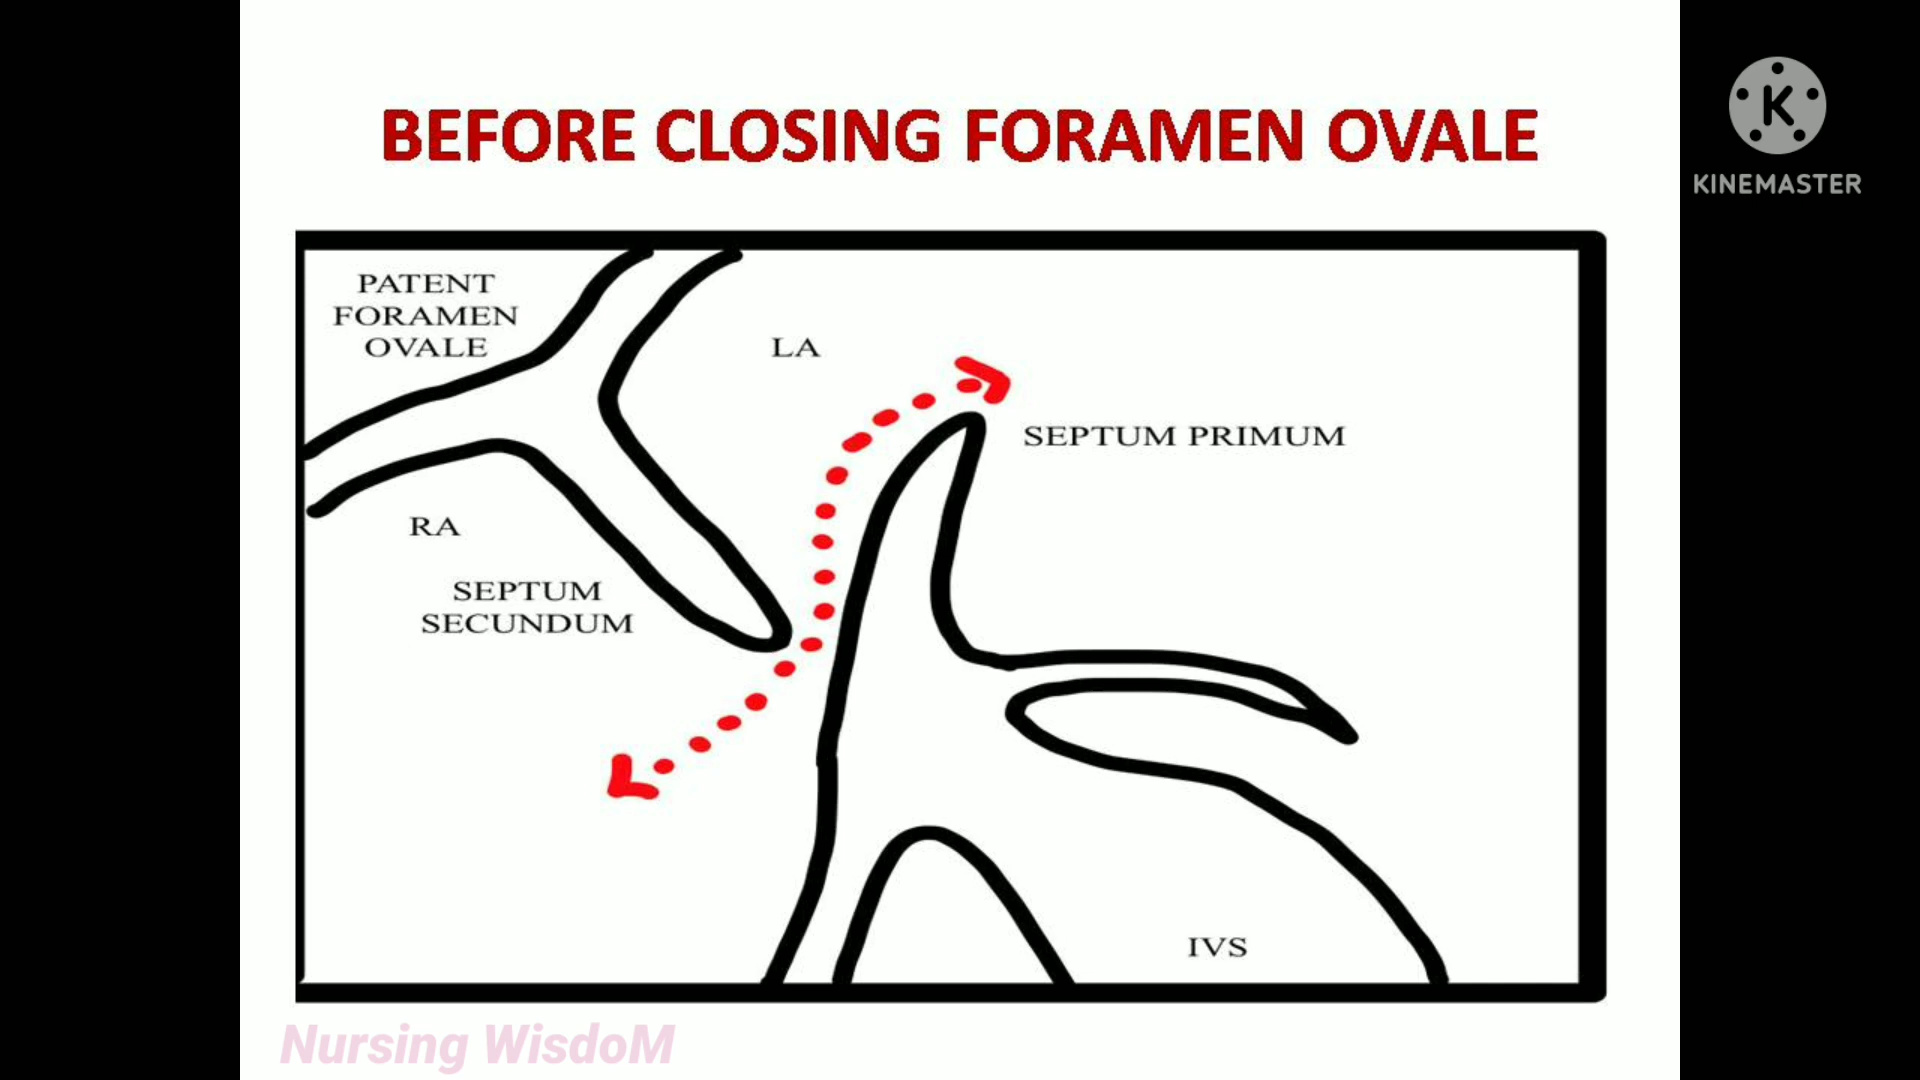 BEFORE CLOSING FORAMEN OVALE
K
KINEMASTER
PATENT
FORAMEN
OVALE
LA
SEPTUM PRIMUM
RA
SEPTUM
SECUNDUM
IVS
Nursing WisdoM